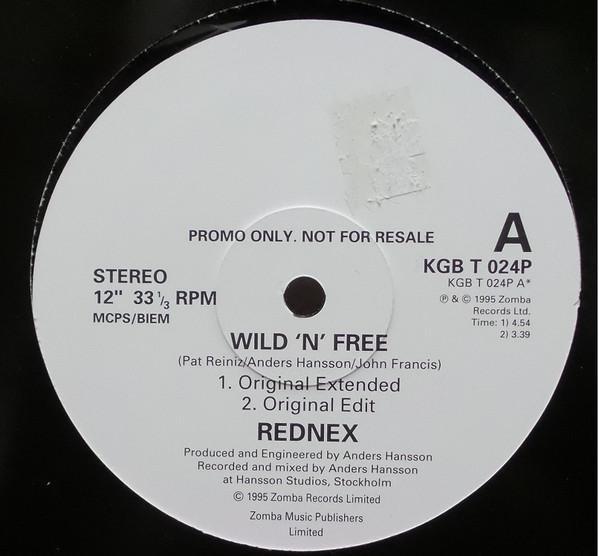 PROMO ONLY. NOT FOR RESALE
A
KGB T 024P
KGB T 024P A*
℗ & © 1995 Zomba
Records Ltd.
Time: 1) 4.54
2) 3.39
STEREO
12" 33 1/3 RPM
MCPS/BIEM
WILD 'N' FREE
(Pat Reiniz/Anders Hansson/John Francis)
1. Original Extended
2. Original Edit
REDNEX
Produced and Engineered by Anders Hansson
Recorded and mixed by Anders Hansson
at Hansson Studios, Stockholm
© 1995 Zomba Records Limited
Zomba Music Publishers
Limited